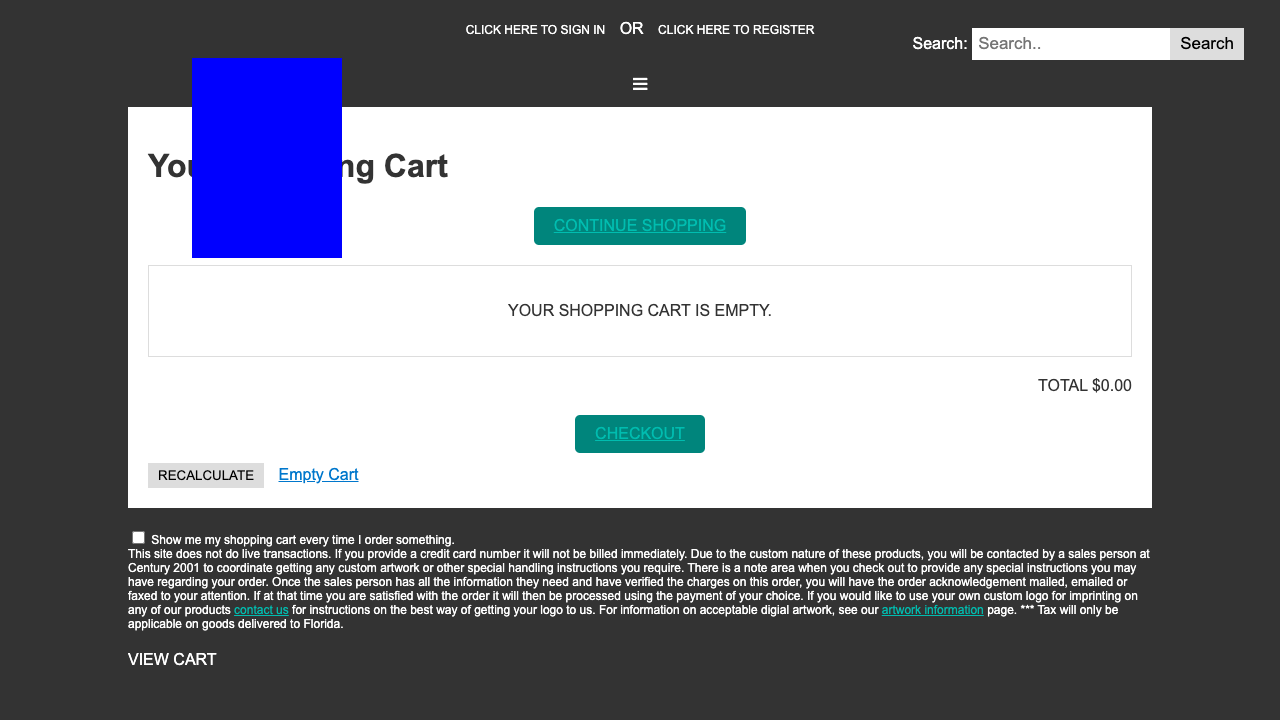 CLICK HERE TO SIGN IN OR CLICK HERE TO REGISTER
Search: Search.. Search
≡
You ng Cart
CONTINUE SHOPPING
YOUR SHOPPING CART IS EMPTY.
TOTAL $0.00
CHECKOUT
RECALCULATE Empty Cart
Show me my shopping cart every time I order something.
This site does not do live transactions. If you provide a credit card number it will not be billed immediately. Due to the custom nature of these products, you will be contacted by a sales person at
Century 2001 to coordinate getting any custom artwork or other special handling instructions you require. There is a note area when you check out to provide any special instructions you may
have regarding your order. Once the sales person has all the information they need and have verified the charges on this order, you will have the order acknowledgement mailed, emailed or
faxed to your attention. If at that time you are satisfied with the order it will then be processed using the payment of your choice. If you would like to use your own custom logo for imprinting on
any of our products contact us for instructions on the best way of getting your logo to us. For information on acceptable digial artwork, see our artwork information page. *** Tax will only be
applicable on goods delivered to Florida.
VIEW CART